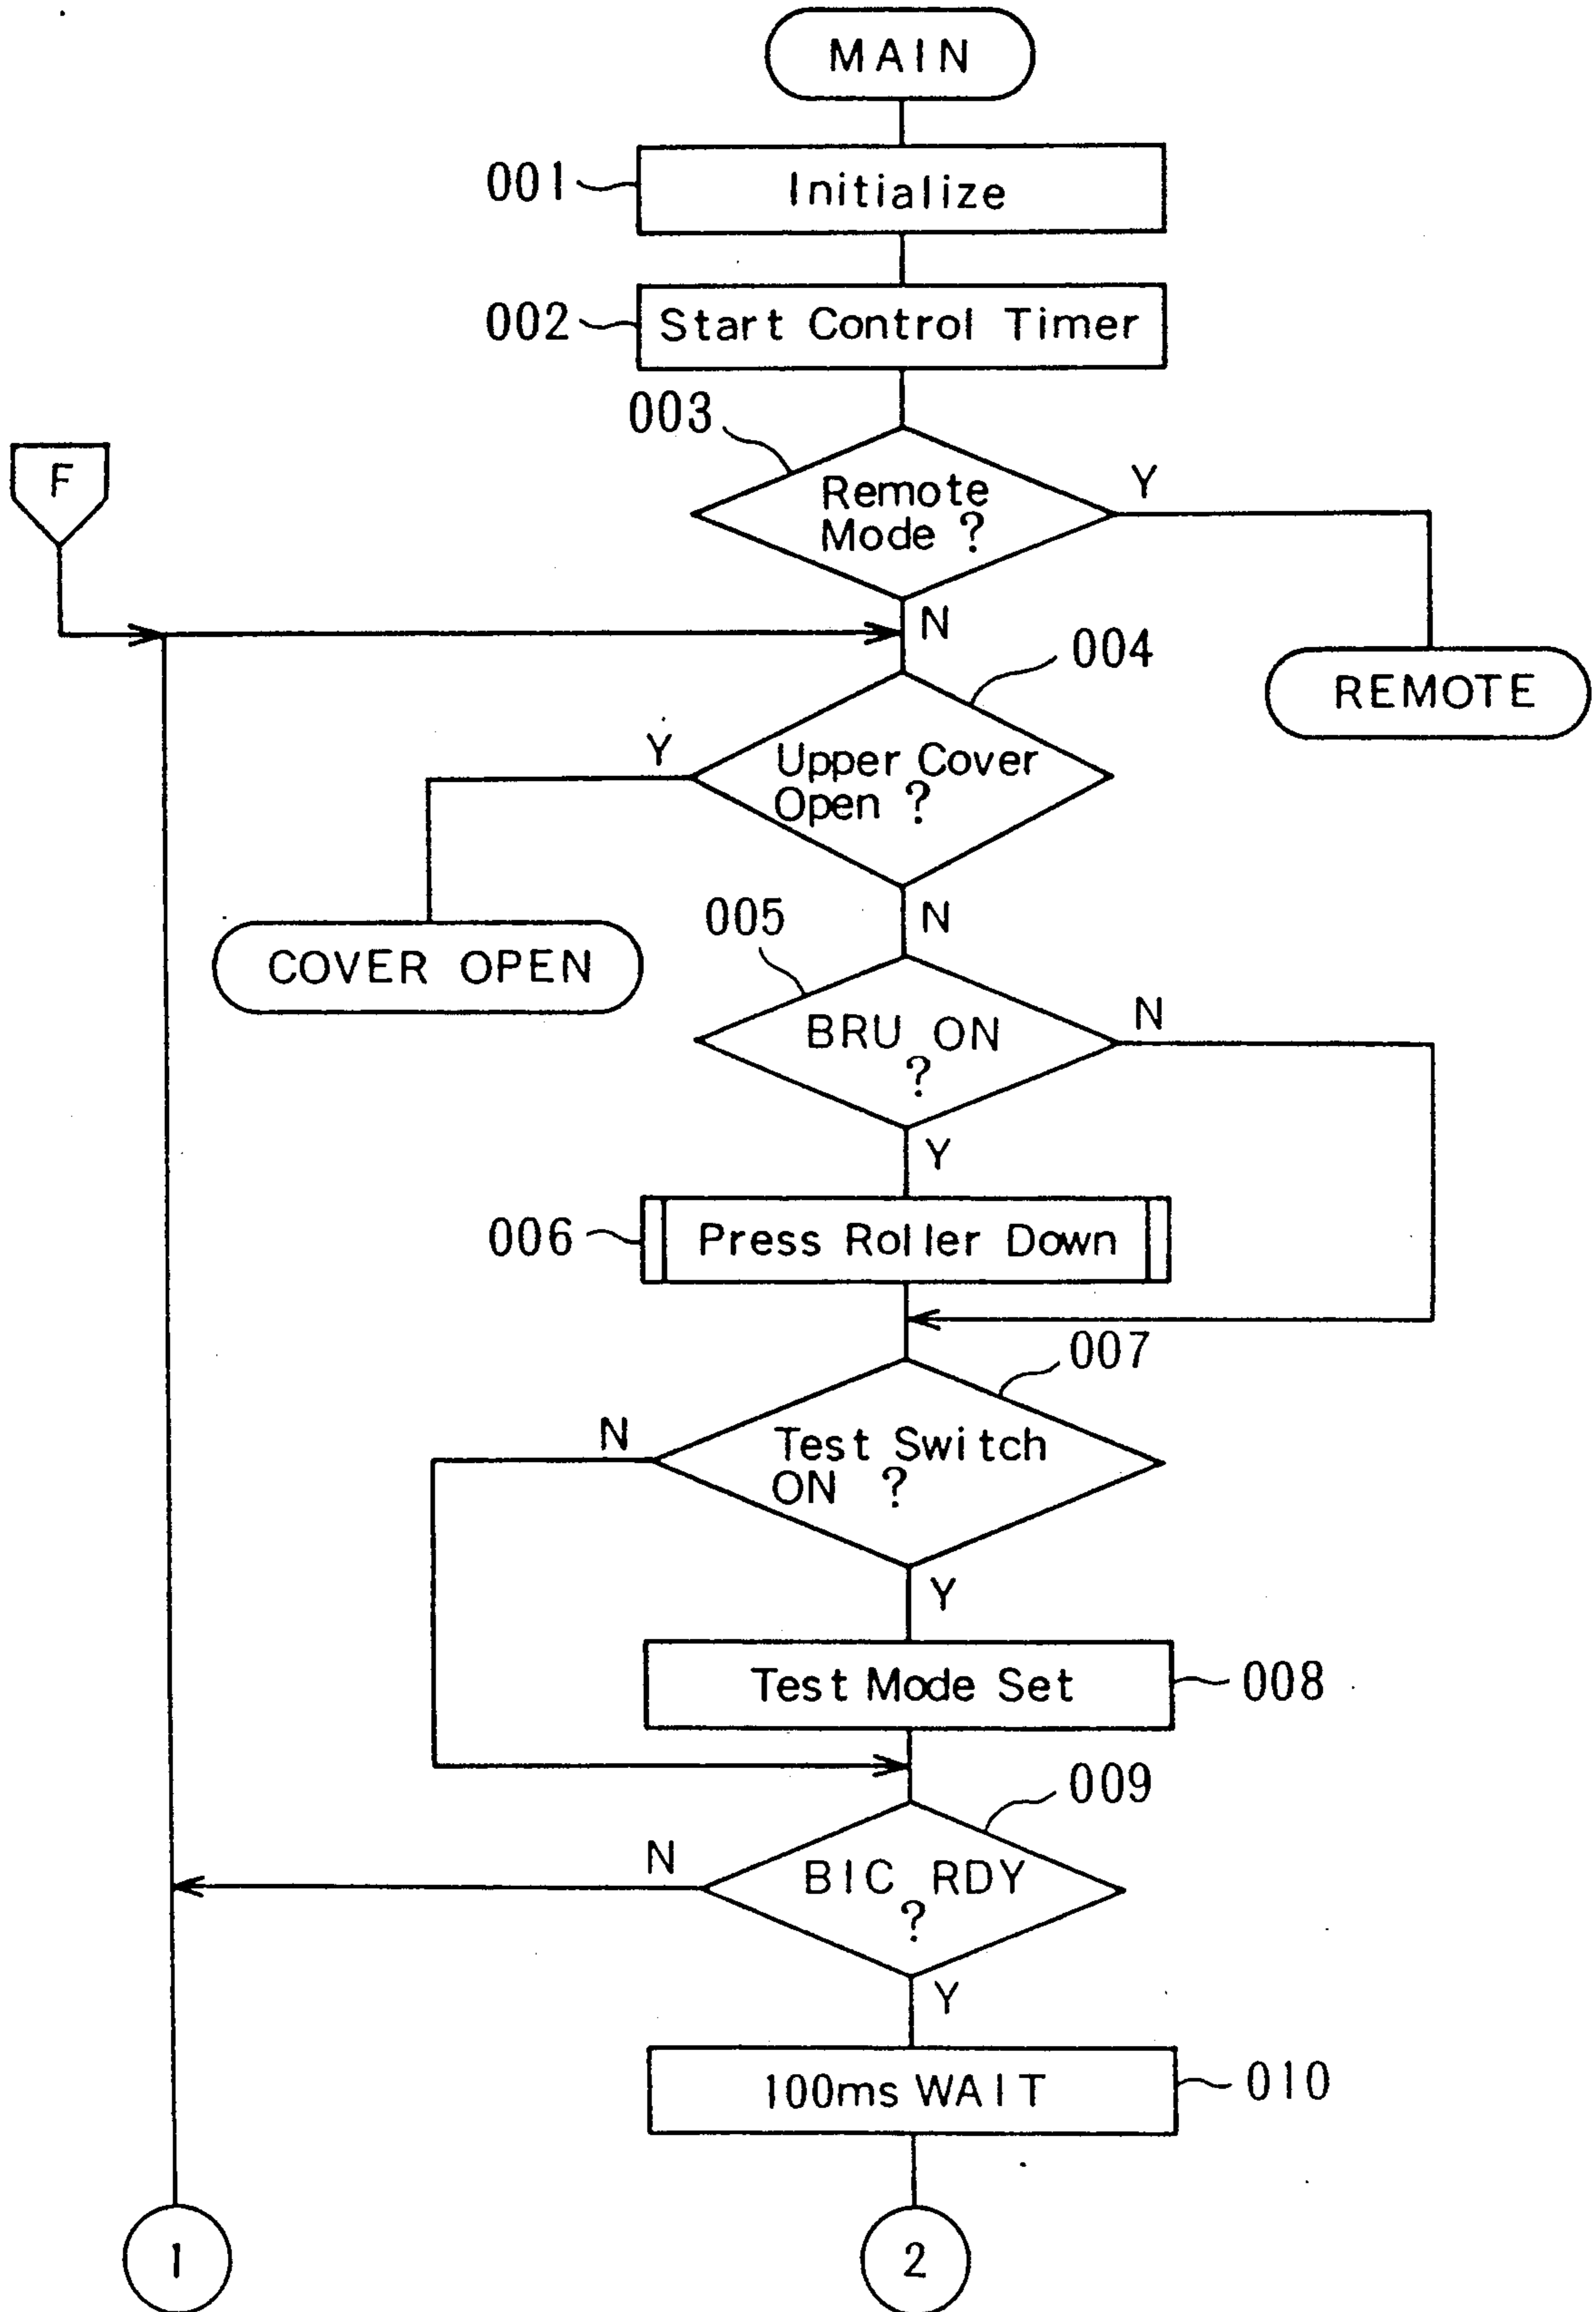 MAIN
001
Initialize
002
Start Control Timer
003
F
Remote
Mode ?
Y
N
004
REMOTE
Y
Upper Cover
Open ?
COVER OPEN
N
005
BRU ON
?
N
Y
006
Press Roller Down
007
N
Test Switch
ON ?
Y
Test Mode Set
008
009
N
BIC RDY
?
Y
100ms WAIT
010
1
2